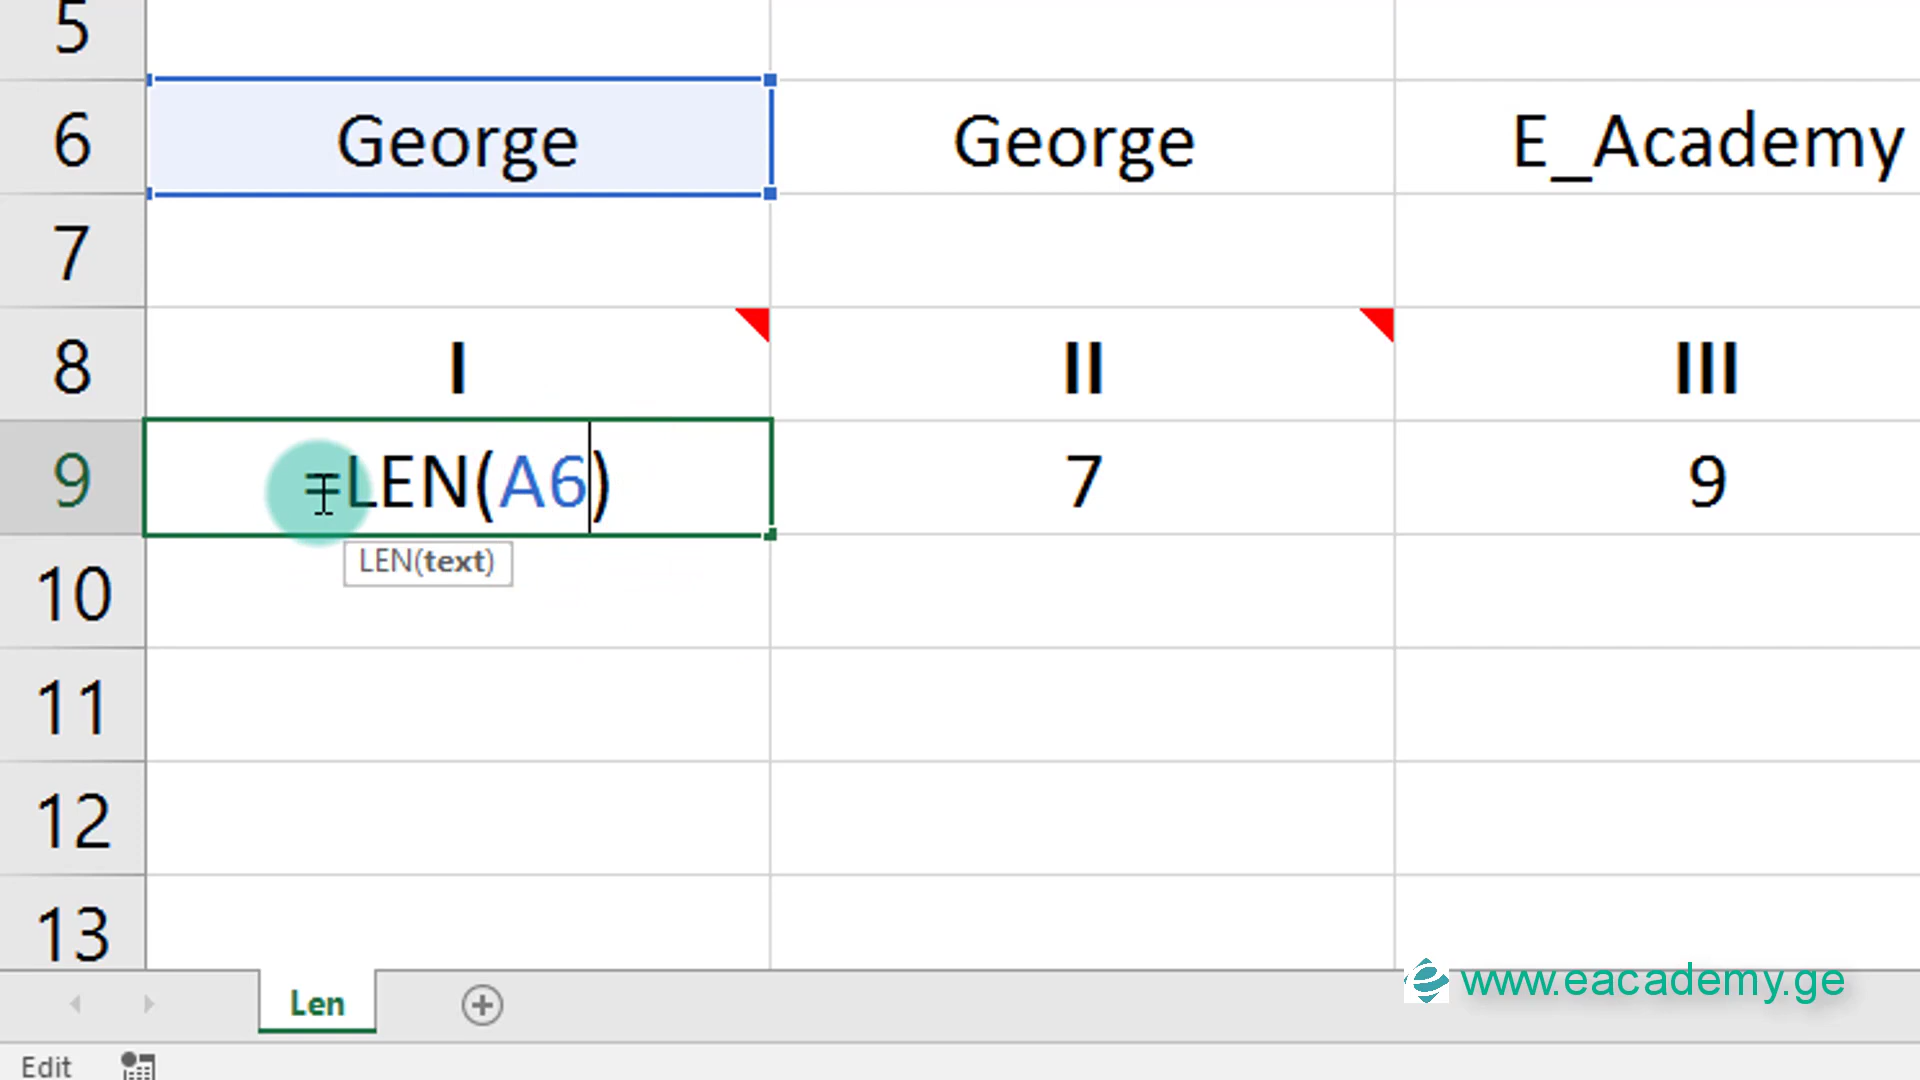 5
6 George George E_Academy
7
8 I II III
9 =LEN(A6) 7 9
LEN(text)
10
11
12
13
www.eacademy.ge
Len
Edit